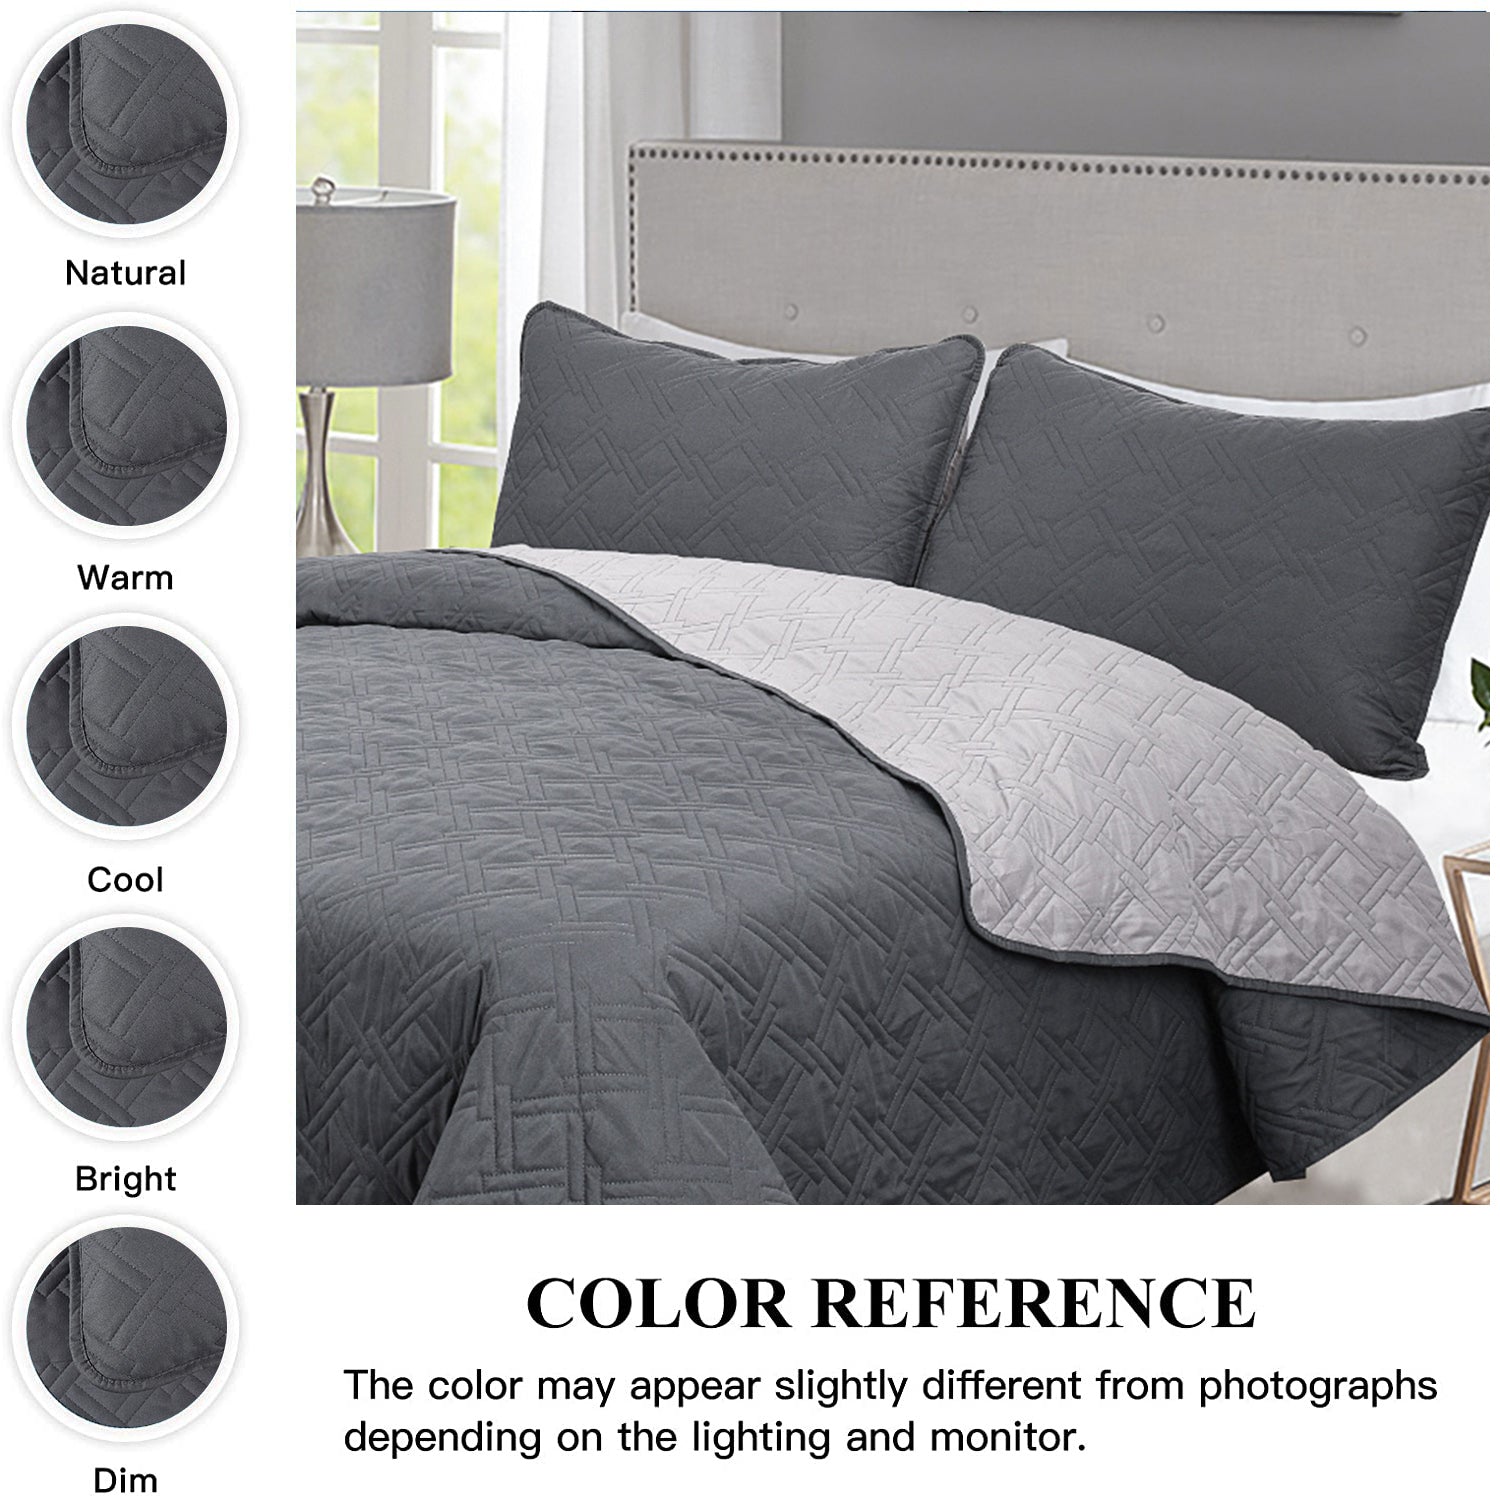 Natural
Warm
Cool
Bright
Dim
COLOR REFERENCE
The color may appear slightly different from photographs
depending on the lighting and monitor.